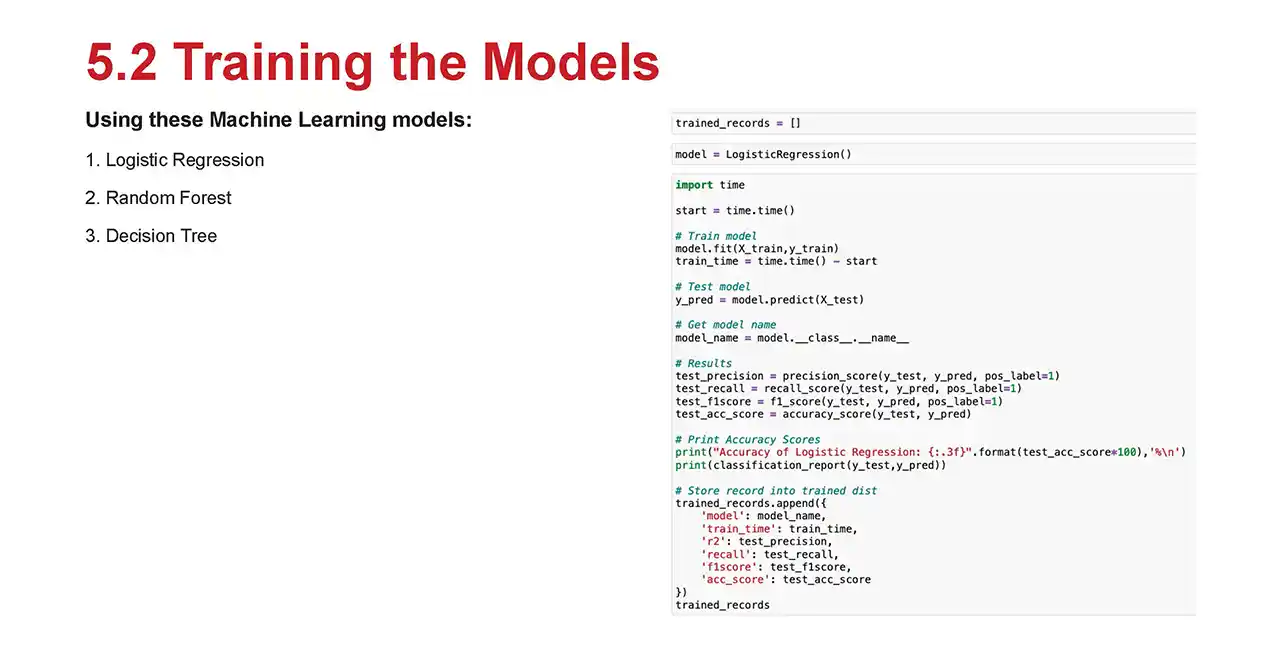 5.2 Training the Models
Using these Machine Learning models:
1. Logistic Regression
2. Random Forest
3. Decision Tree
trained_records = []
model = LogisticRegression()
import time
start = time.time()
# Train model
model.fit(X_train,y_train)
train_time = time.time() - start
# Test model
y_pred = model.predict(X_test)
# Get model name
model_name = model.__class__.__name__
# Results
test_precision = precision_score(y_test, y_pred, pos_label=1)
test_recall = recall_score(y_test, y_pred, pos_label=1)
test_f1score = f1_score(y_test, y_pred, pos_label=1)
test_acc_score = accuracy_score(y_test, y_pred)
# Print Accuracy Scores
print("Accuracy of Logistic Regression: {:.3f}".format(test_acc_score*100),'%\n')
print(classification_report(y_test,y_pred))
# Store record into trained dist
trained_records.append({
    'model': model_name,
    'train_time': train_time,
    'r2': test_precision,
    'recall': test_recall,
    'f1score': test_f1score,
    'acc_score': test_acc_score
})
trained_records